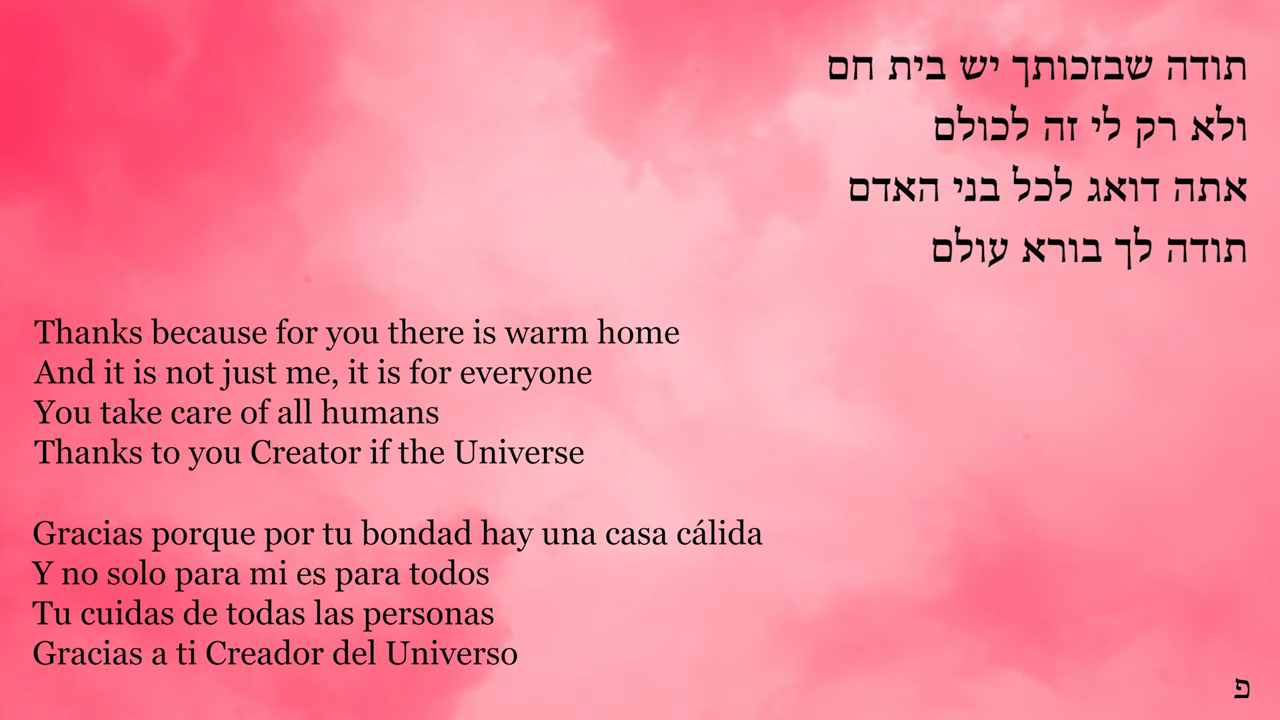 תודה שבזכותך יש בית חם
ולא רק לי זה לכולם
אתה דואג לכל בני האדם
תודה לך בורא עולם
Thanks because for you there is warm home
And it is not just me, it is for everyone
You take care of all humans
Thanks to you Creator if the Universe
Gracias porque por tu bondad hay una casa cálida
Y no solo para mi es para todos
Tu cuidas de todas las personas
Gracias a ti Creador del Universo
פ